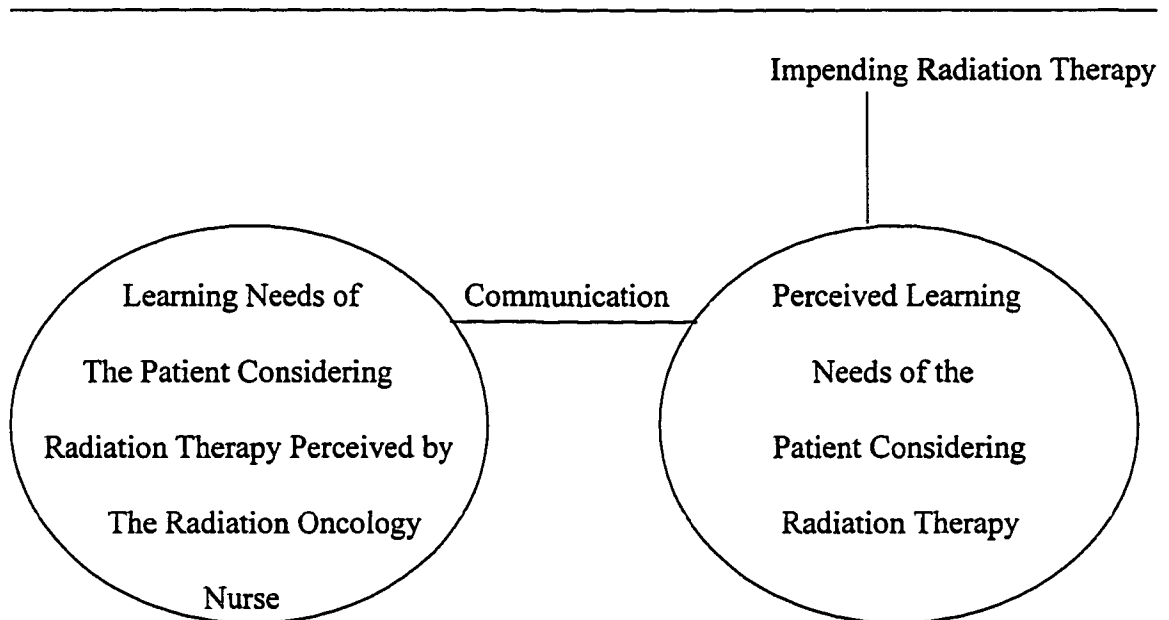 Impending Radiation Therapy
Learning Needs of
The Patient Considering
Radiation Therapy Perceived by
The Radiation Oncology
Nurse
Communication
Perceived Learning
Needs of the
Patient Considering
Radiation Therapy